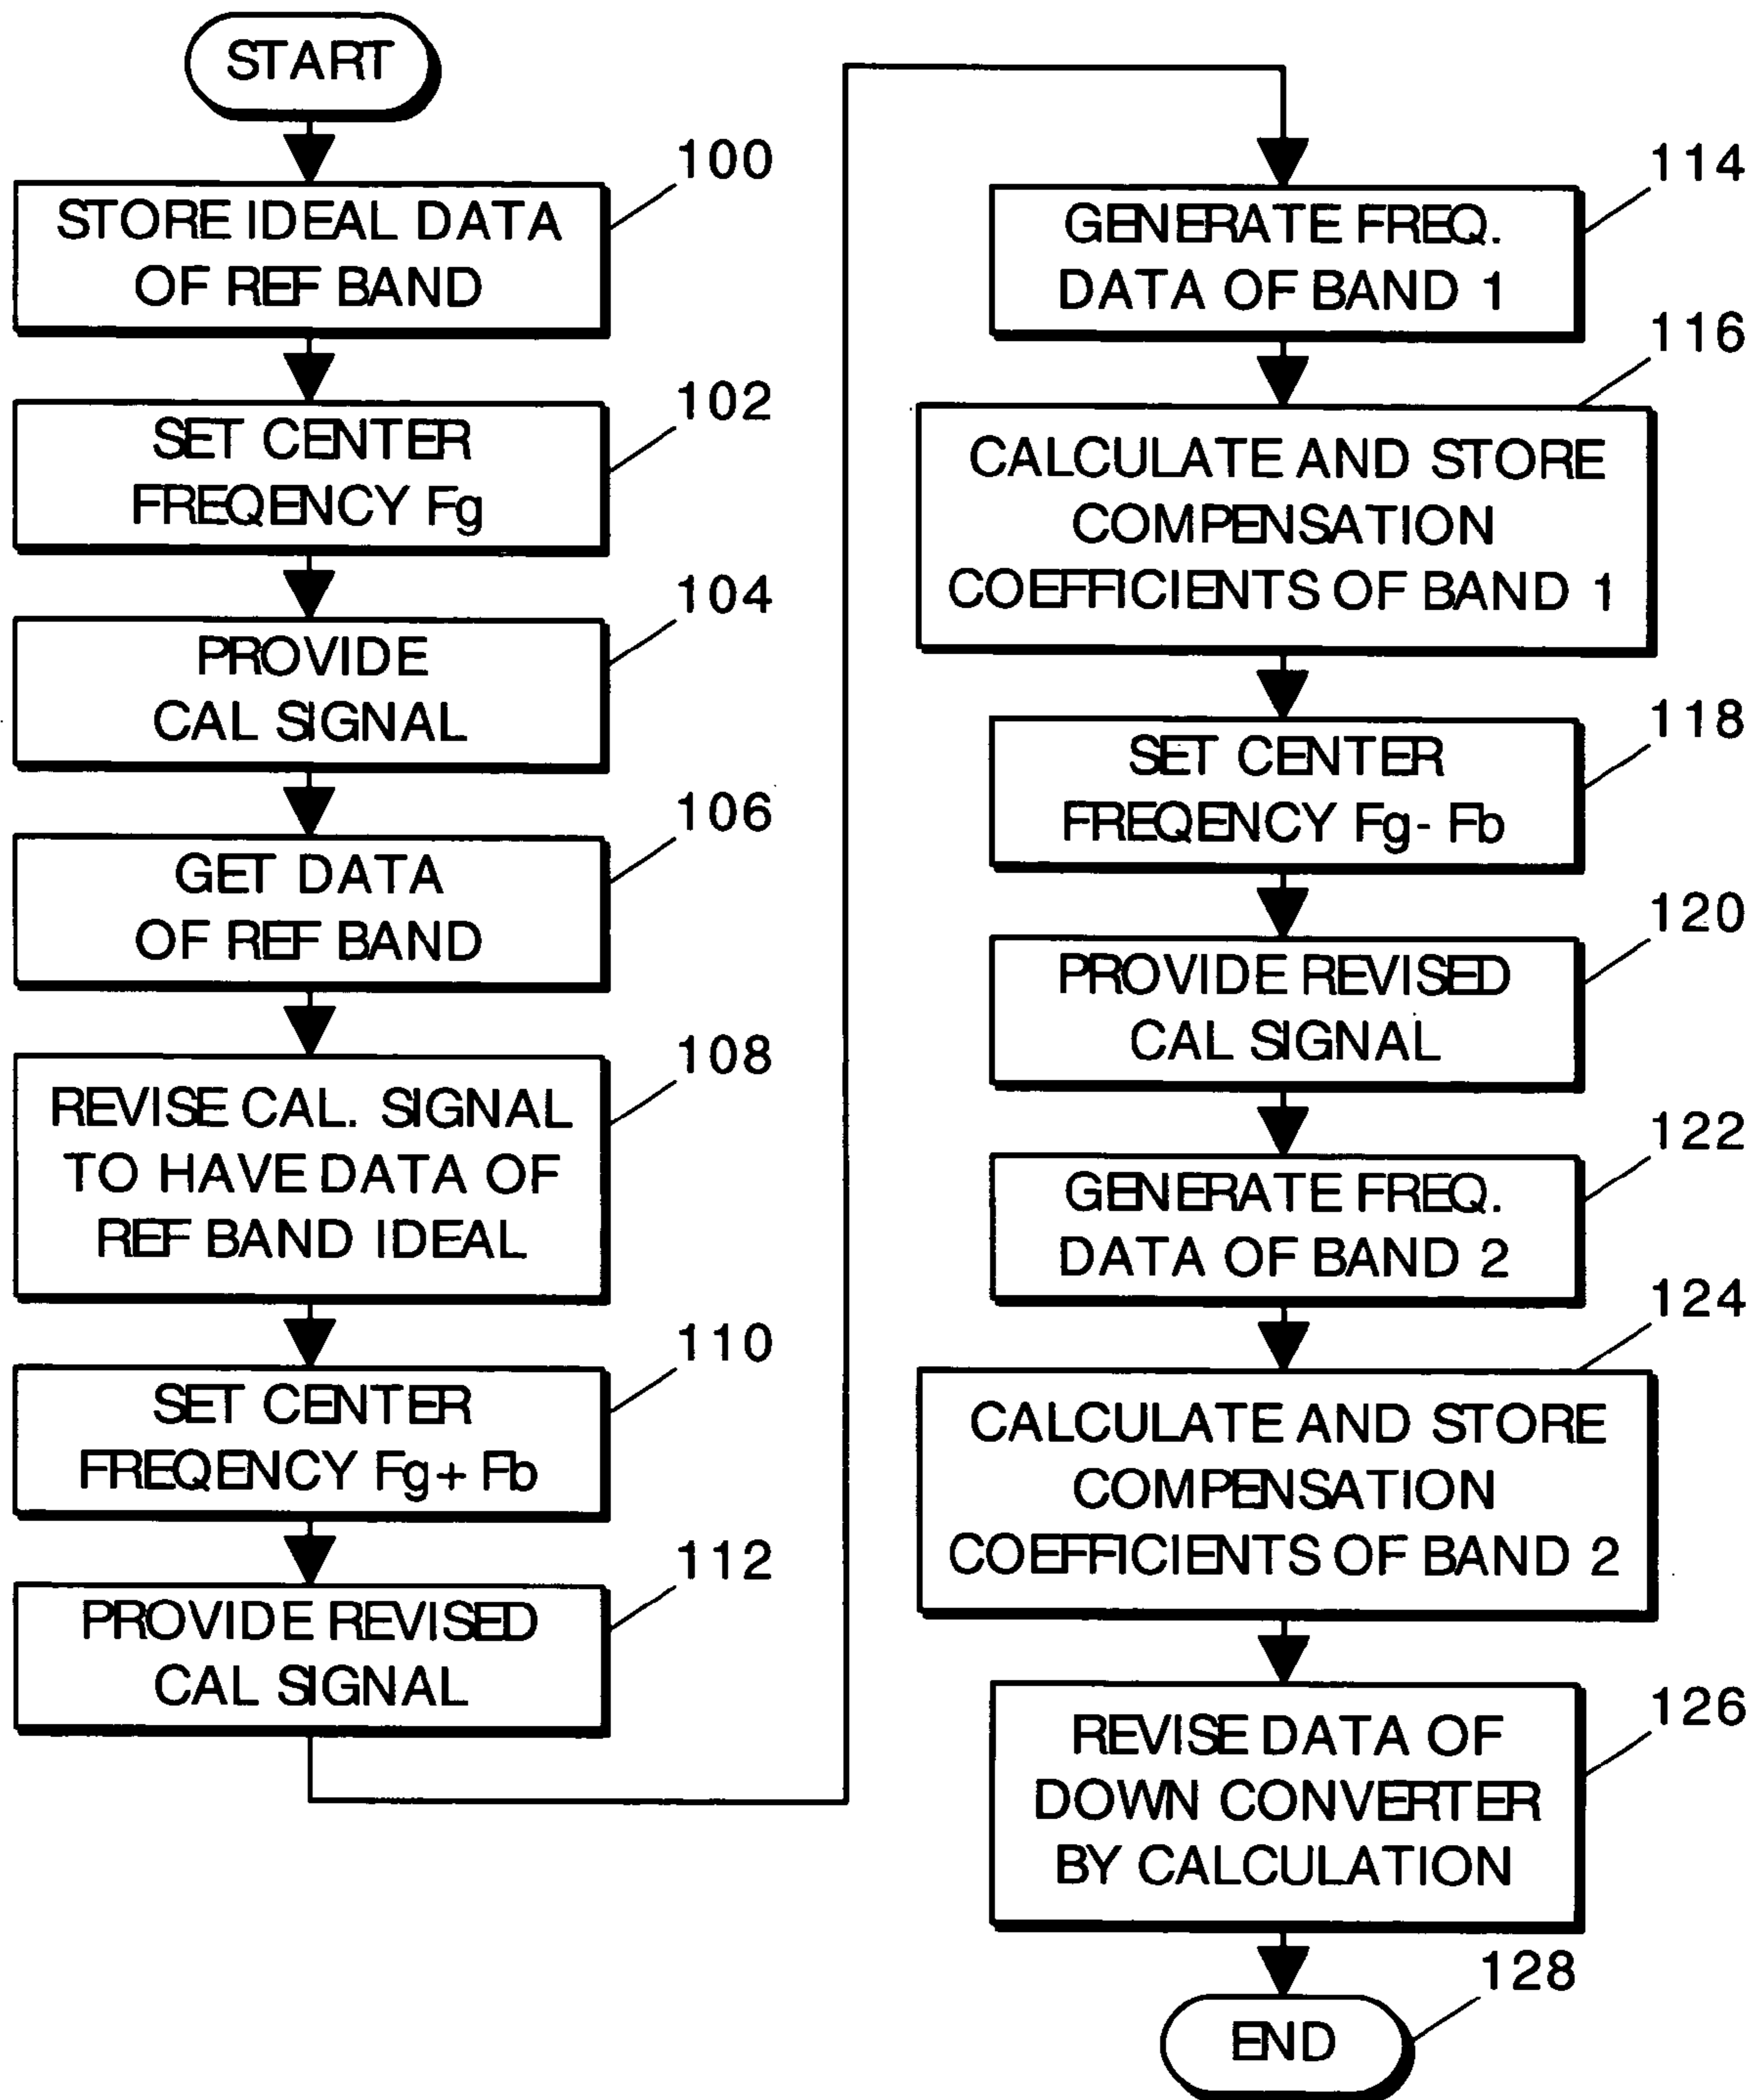 START
100
STORE IDEAL DATA
OF REF BAND
102
SET CENTER
FREQENCY Fg
104
PROVIDE
CAL SIGNAL
106
GET DATA
OF REF BAND
108
REVISE CAL. SIGNAL
TO HAVE DATA OF
REF BAND IDEAL
110
SET CENTER
FREQENCY Fg + Fb
112
PROVIDE REVISED
CAL SIGNAL
114
GENERATE FREQ.
DATA OF BAND 1
116
CALCULATE AND STORE
COMPENSATION
COEFFICIENTS OF BAND 1
118
SET CENTER
FREQENCY Fg - Fb
120
PROVIDE REVISED
CAL SIGNAL
122
GENERATE FREQ.
DATA OF BAND 2
124
CALCULATE AND STORE
COMPENSATION
COEFFICIENTS OF BAND 2
126
REVISE DATA OF
DOWN CONVERTER
BY CALCULATION
128
END